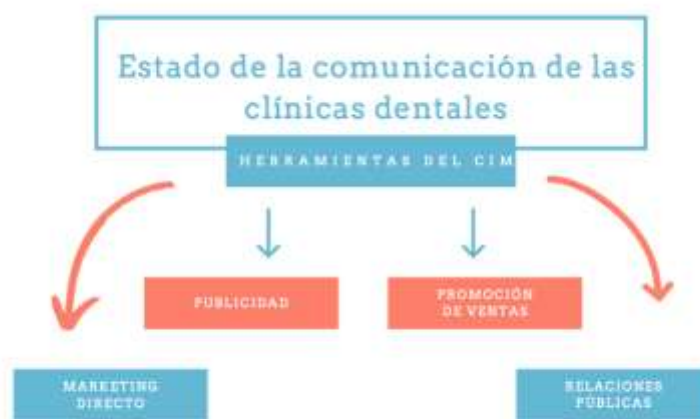 Estado de la comunicación de las
clínicas dentales
HERRAMIENTAS DEL CIM
PUBLICIDAD
PROMOCIÓN
DE VENTAS
MARKETING
DIRECTO
RELACIONES
PÚBLICAS